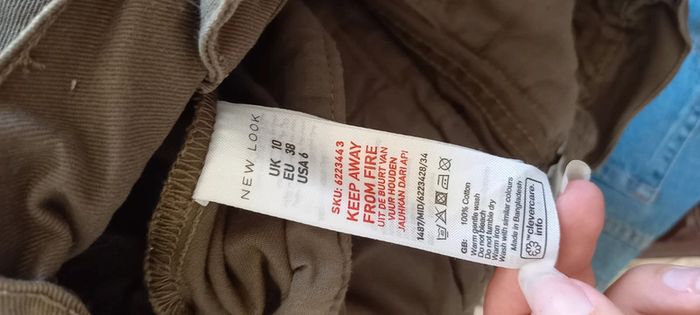 NEW LOOK
UK 10
EU 38
USA 6
SKU: 6223443
KEEP AWAY
FROM FIRE
UIT DE BUURT VAN
VUUR HOUDEN
JAUHKAN DARI API
1487/MID/6223428/34
GB: 100% Cotton
Warm gentle wash
Do not bleach
Do not tumble dry
Warm Iron
Wash with similar colours
Made in Bangladesh
™clevercare.
info